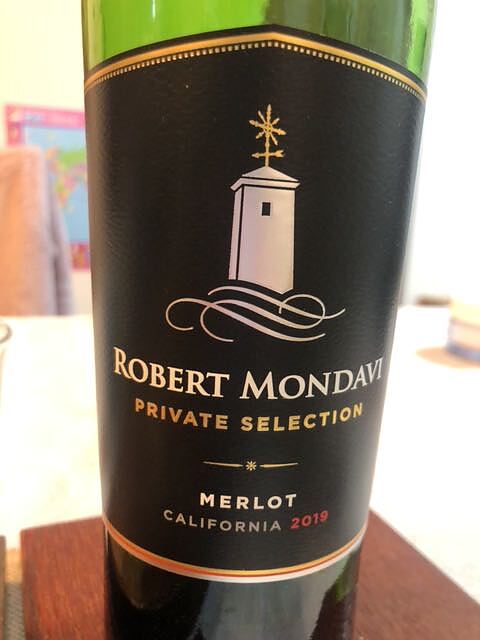 ROBERT MONDAVI
PRIVATE SELECTION
MERLOT
CALIFORNIA 2019